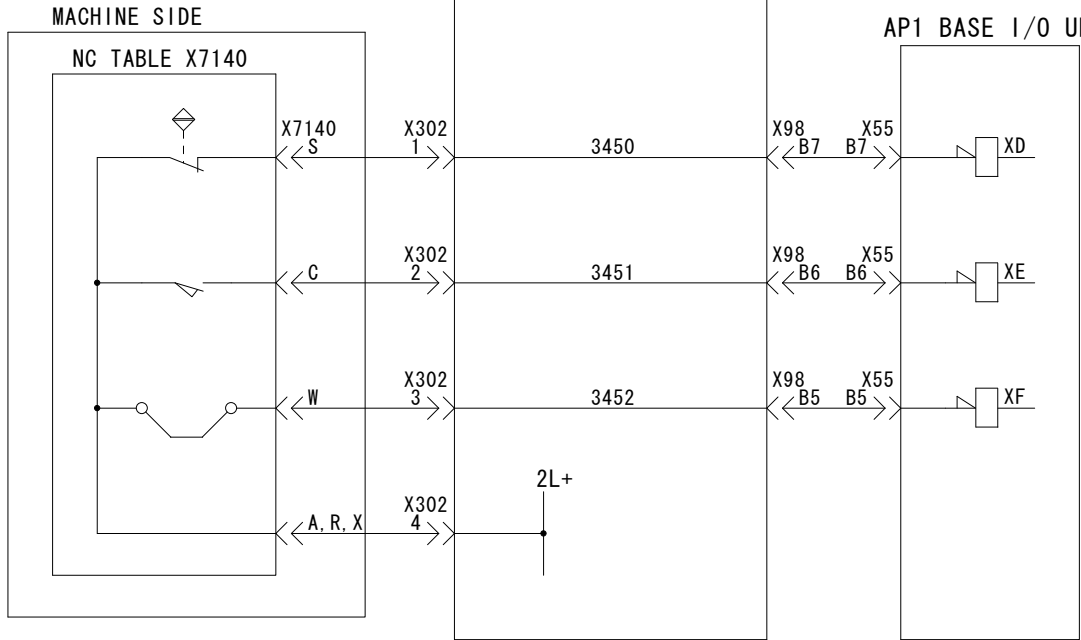 MACHINE SIDE
AP1 BASE I/O U
NC TABLE X7140
X7140 X302 X98 X55
S 1 3450 B7 B7 XD
X302 X98 X55
C 2 3451 B6 B6 XE
X302 X98 X55
W 3 3452 B5 B5 XF
2L+
X302
A,R,X 4